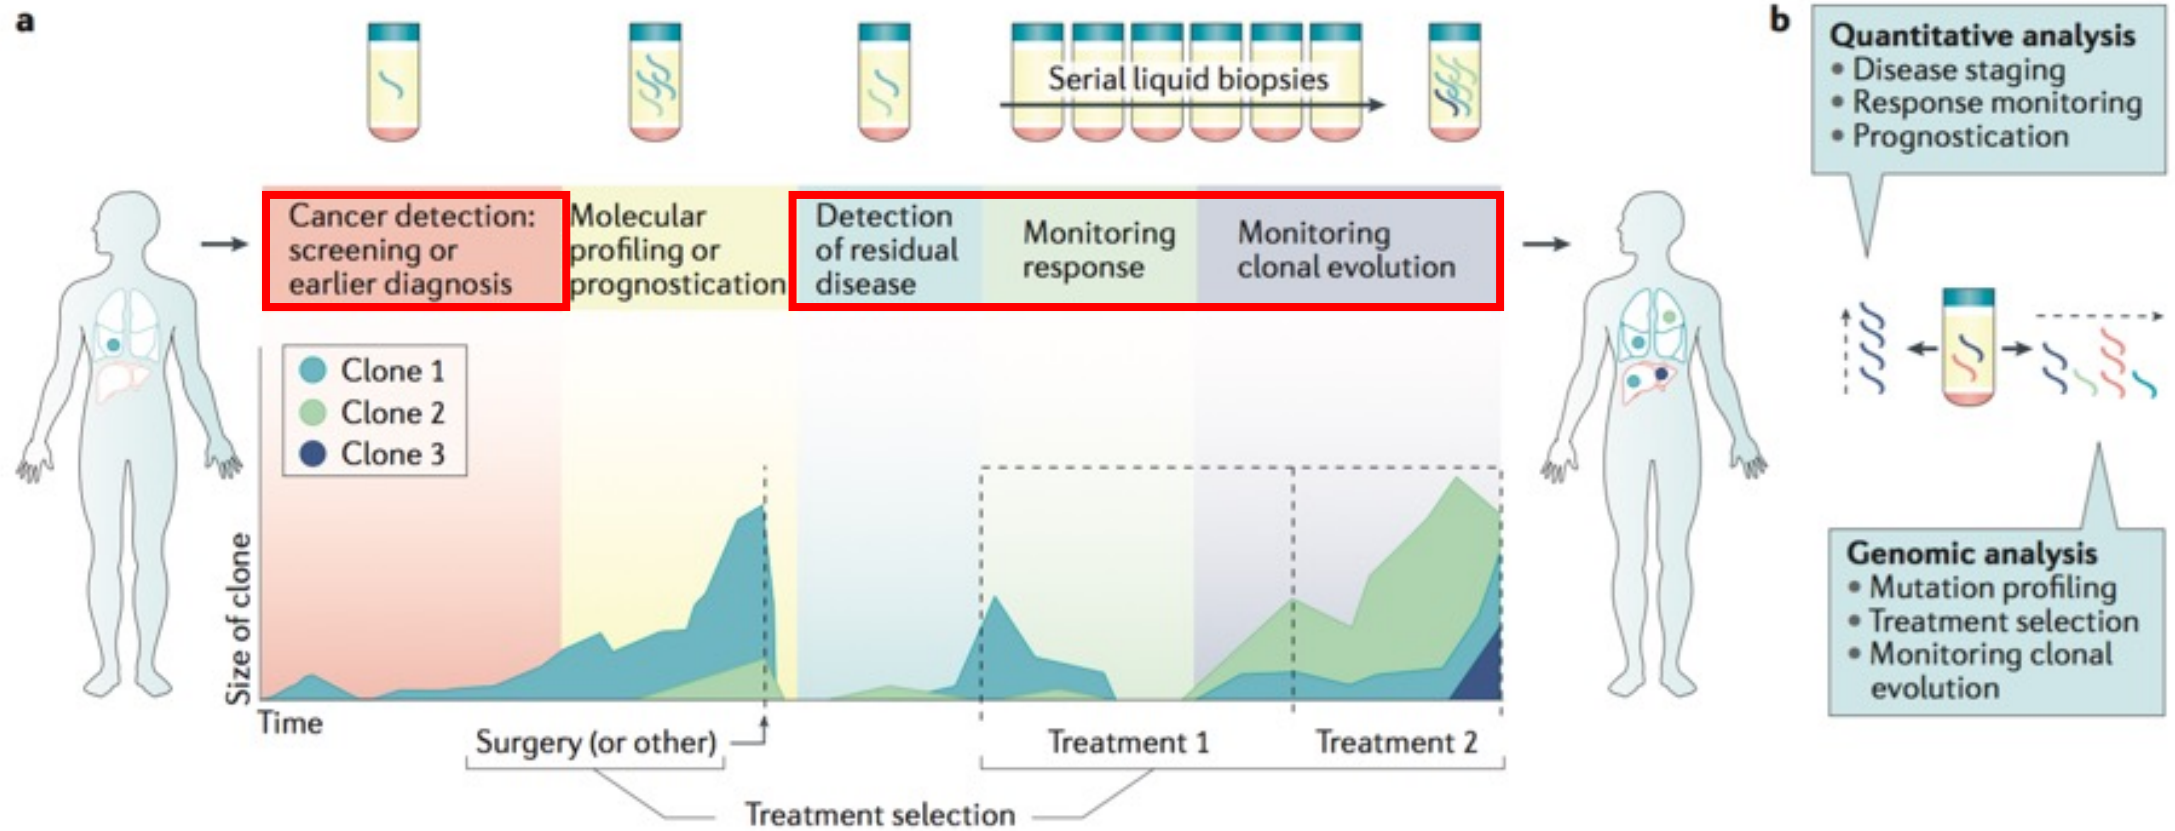 a
Serial liquid biopsies
Cancer detection:
screening or
earlier diagnosis
Molecular
profiling or
prognostication
Detection
of residual
disease
Monitoring
response
Monitoring
clonal evolution
Clone 1
Clone 2
Clone 3
Size of clone
Time
Surgery (or other)
Treatment 1
Treatment 2
Treatment selection
b
Quantitative analysis
• Disease staging
• Response monitoring
• Prognostication
Genomic analysis
• Mutation profiling
• Treatment selection
• Monitoring clonal
evolution